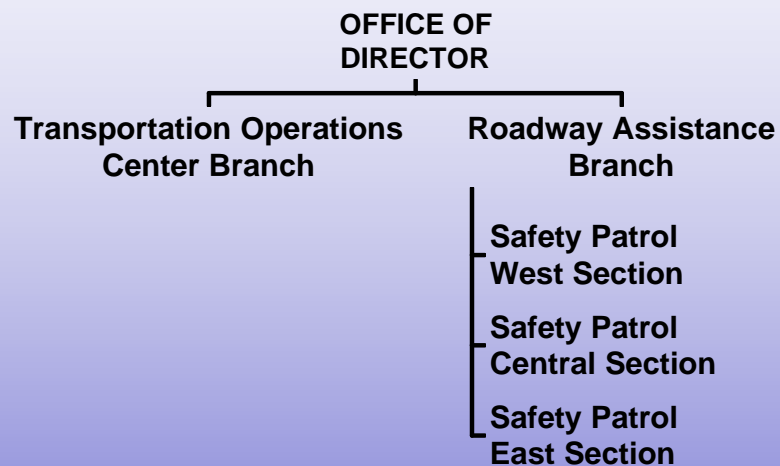 OFFICE OF
DIRECTOR
Transportation Operations
Center Branch
Roadway Assistance
Branch
Safety Patrol
West Section
Safety Patrol
Central Section
Safety Patrol
East Section